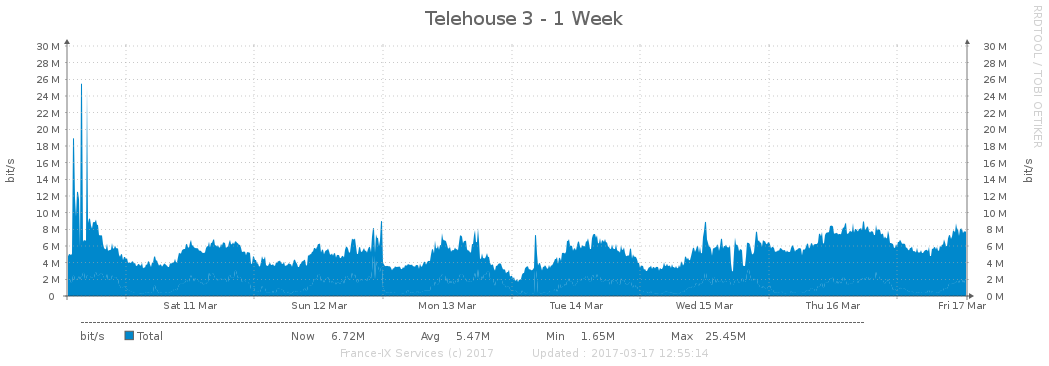 Telehouse 3 - 1 Week
RRDTOOL / TOBI OETIKER
30 M 30 M
28 M 28 M
26 M 26 M
24 M 24 M
22 M 22 M
20 M 20 M
18 M 18 M
16 M 16 M
14 M 14 M
12 M 12 M
10 M 10 M
8 M 8 M
6 M 6 M
4 M 4 M
2 M 2 M
0 0 M
bit/s bit/s
Sat 11 Mar Sun 12 Mar Mon 13 Mar Tue 14 Mar Wed 15 Mar Thu 16 Mar Fri 17 Mar
bit/s Total Now 6.72M Avg 5.47M Min 1.65M Max 25.45M
France-IX Services (c) 2017 Updated : 2017-03-17 12:55:14